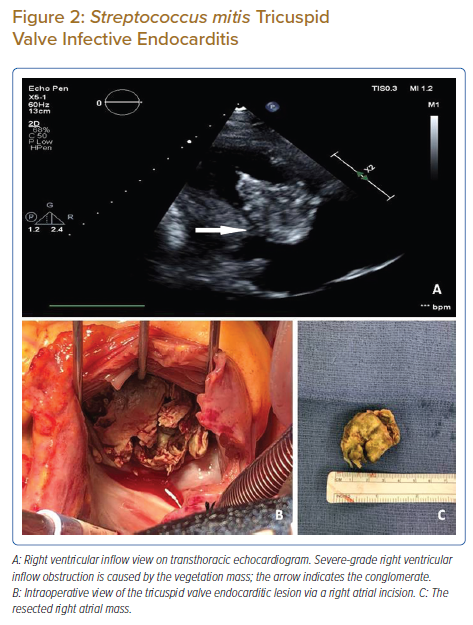 Figure 2: Streptococcus mitis Tricuspid
Valve Infective Endocarditis
Echo Pen
X5-1
60Hz
13cm
0
P
TIS0.3 MI 1.2
M1
2D
68%
C 50
P Low
HPen
X2
G
P R
1.2 2.4
A
*** bpm
B
C
A: Right ventricular inflow view on transthoracic echocardiogram. Severe-grade right ventricular
inflow obstruction is caused by the vegetation mass; the arrow indicates the conglomerate.
B: Intraoperative view of the tricuspid valve endocarditic lesion via a right atrial incision. C: The
resected right atrial mass.